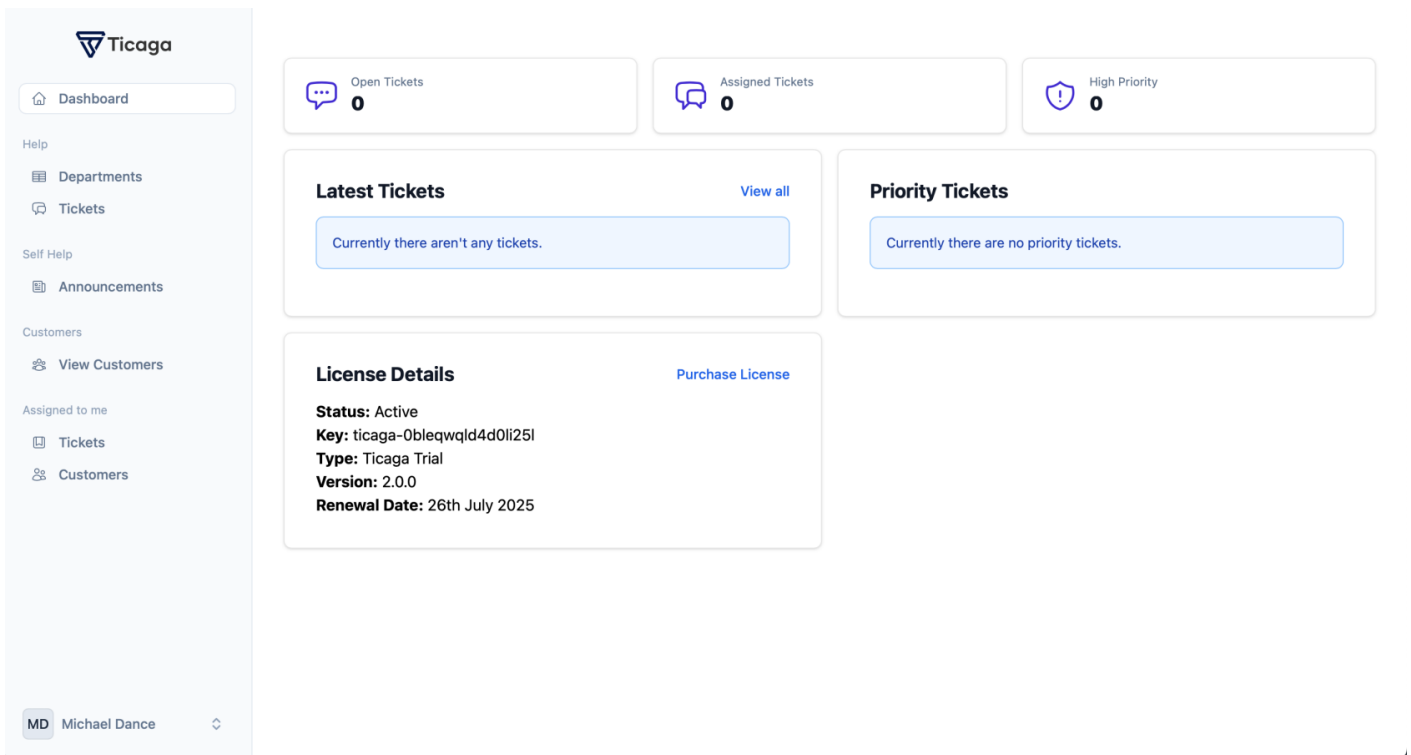 Ticaga
Dashboard
Help
Departments
Tickets
Self Help
Announcements
Customers
View Customers
Assigned to me
Tickets
Customers
MD Michael Dance
Open Tickets
0
Assigned Tickets
0
High Priority
0
Latest Tickets View all
Currently there aren't any tickets.
Priority Tickets
Currently there are no priority tickets.
License Details Purchase License
Status: Active
Key: ticaga-0bleqwqld4d0li25l
Type: Ticaga Trial
Version: 2.0.0
Renewal Date: 26th July 2025